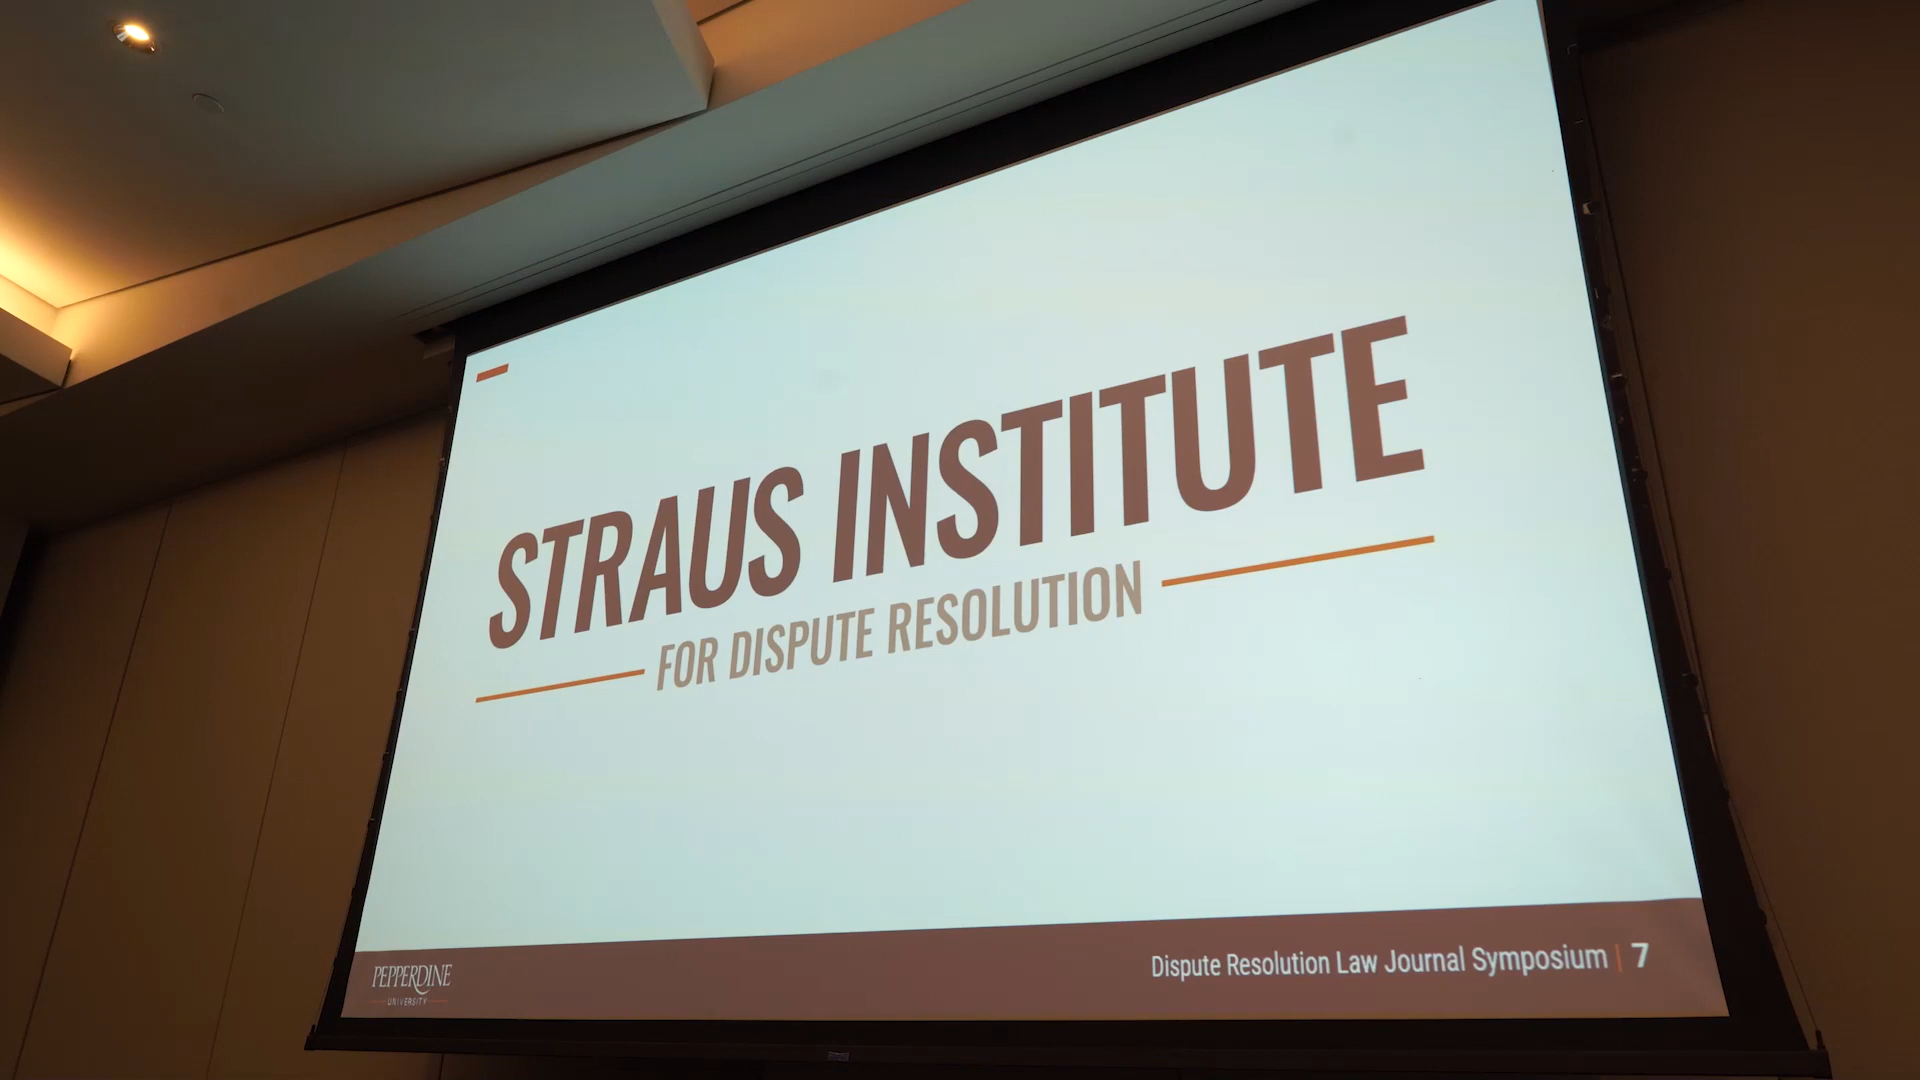 STRAUS INSTITUTE
FOR DISPUTE RESOLUTION
PEPPERDINE
UNIVERSITY
Dispute Resolution Law Journal Symposium | 7